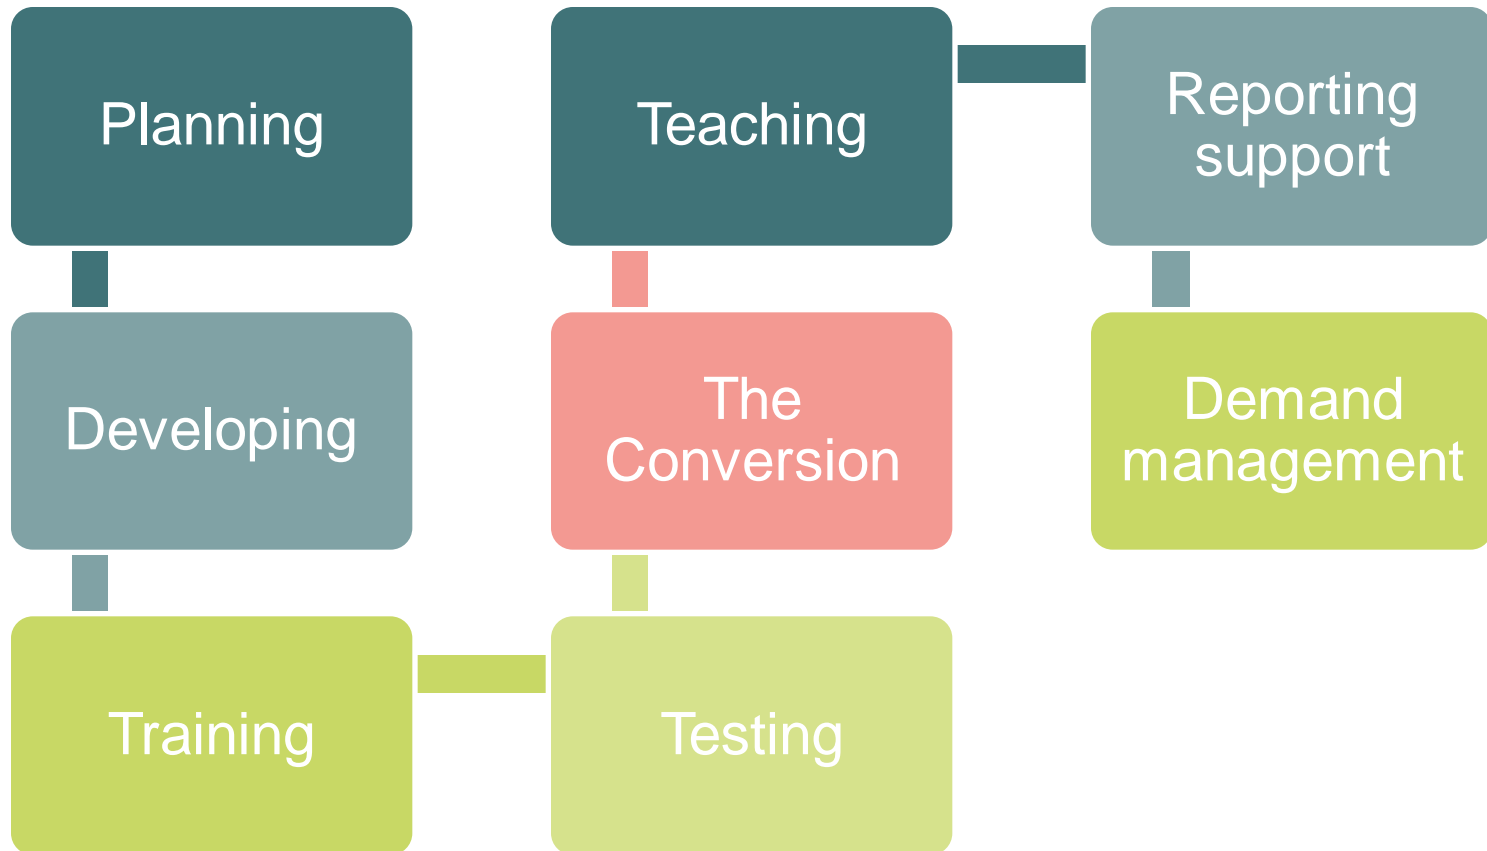 Planning
Developing
Training
Testing
The
Conversion
Teaching
Reporting
support
Demand
management